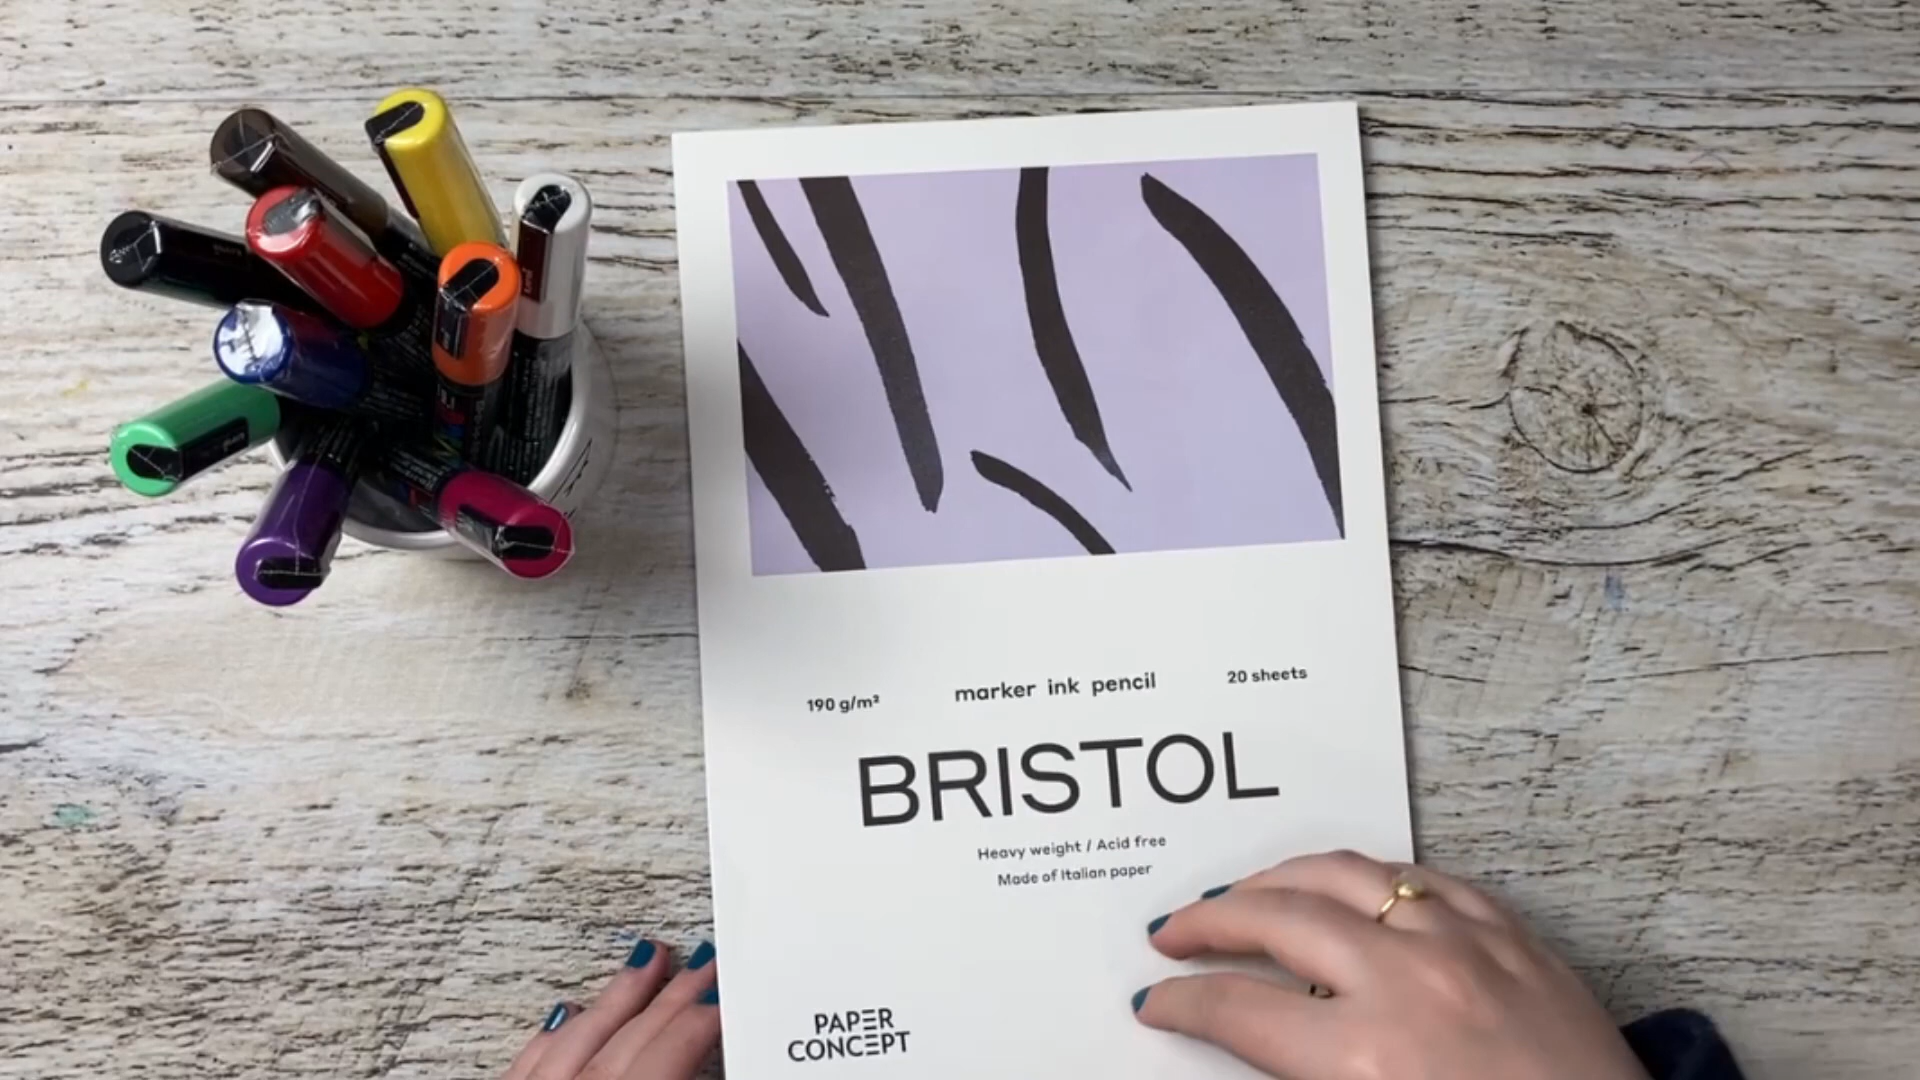 190 g/m²
marker ink pencil
20 sheets
BRISTOL
Heavy weight / Acid free
Made of Italian paper
PAPER
CONCEPT